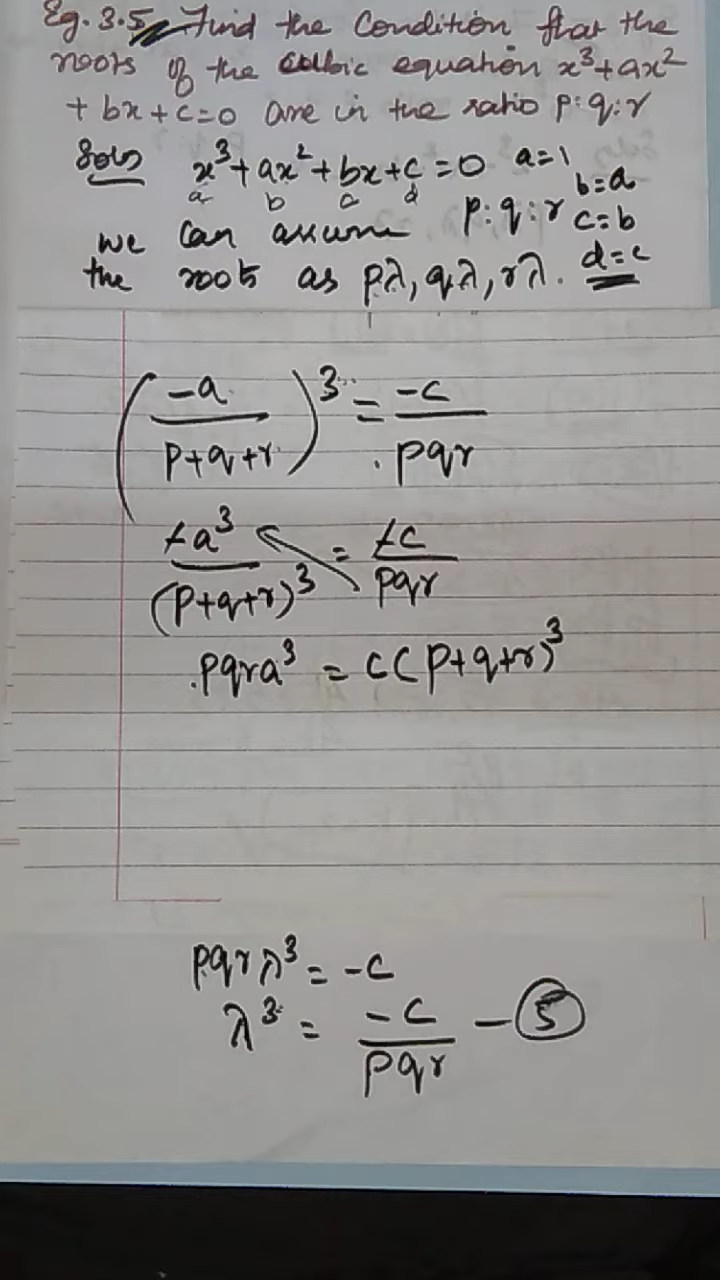 Eg. 3.5 Find the Condition that the
roots of the cubic equation x³+ax²
+ bx+c=0 are in the ratio p:q:r
Soln x³+ax²+bx+c=0 a=1
a b c d b=a
we can assume p:q:r c=b
the roots as pλ, qλ, rλ. d=c
(-a/(p+q+r))³ = -c/pqr
-a³/(p+q+r)³ = -c/pqr
pqra³ = c(p+q+r)³
pqrλ³ = -c
λ³ = -c/pqr - ⑤